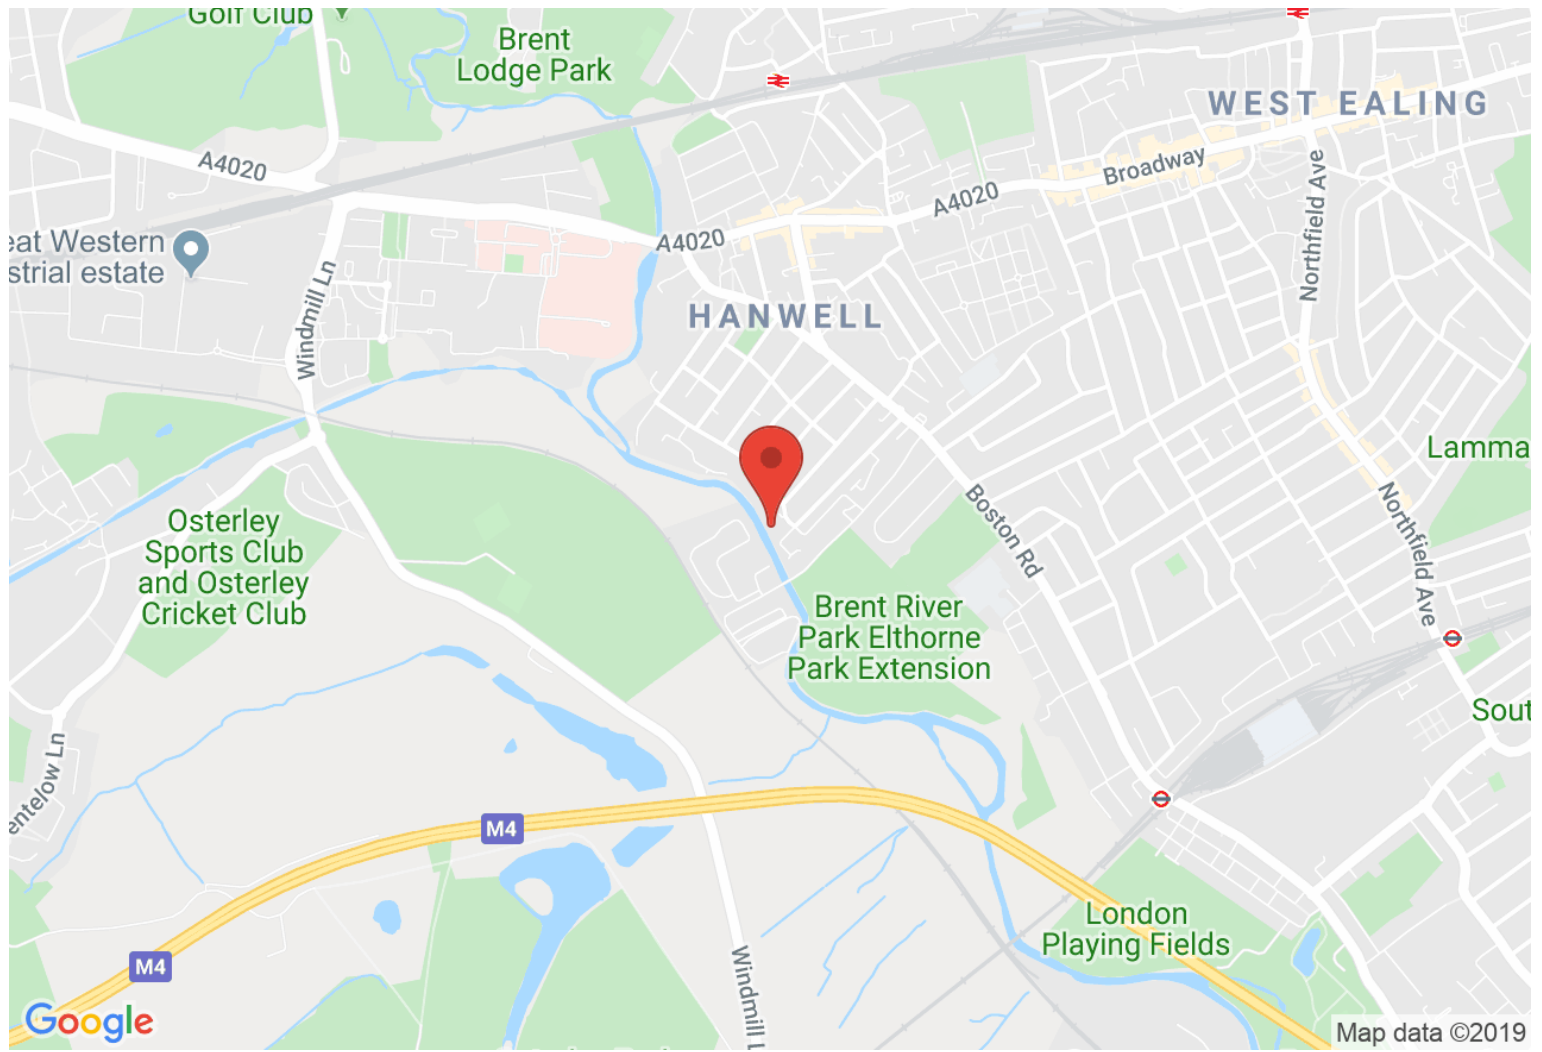 Golf Club
Brent
Lodge Park
WEST EALING
A4020
Broadway
A4020
Northfield Ave
eat Western
strial estate
A4020
Windmill Ln
HANWELL
Lamma
Boston Rd
Northfield Ave
Osterley
Sports Club
and Osterley
Cricket Club
Brent River
Park Elthorne
Park Extension
Sout
entelow Ln
M4
London
Playing Fields
M4
Windmill L
Google
Map data ©2019